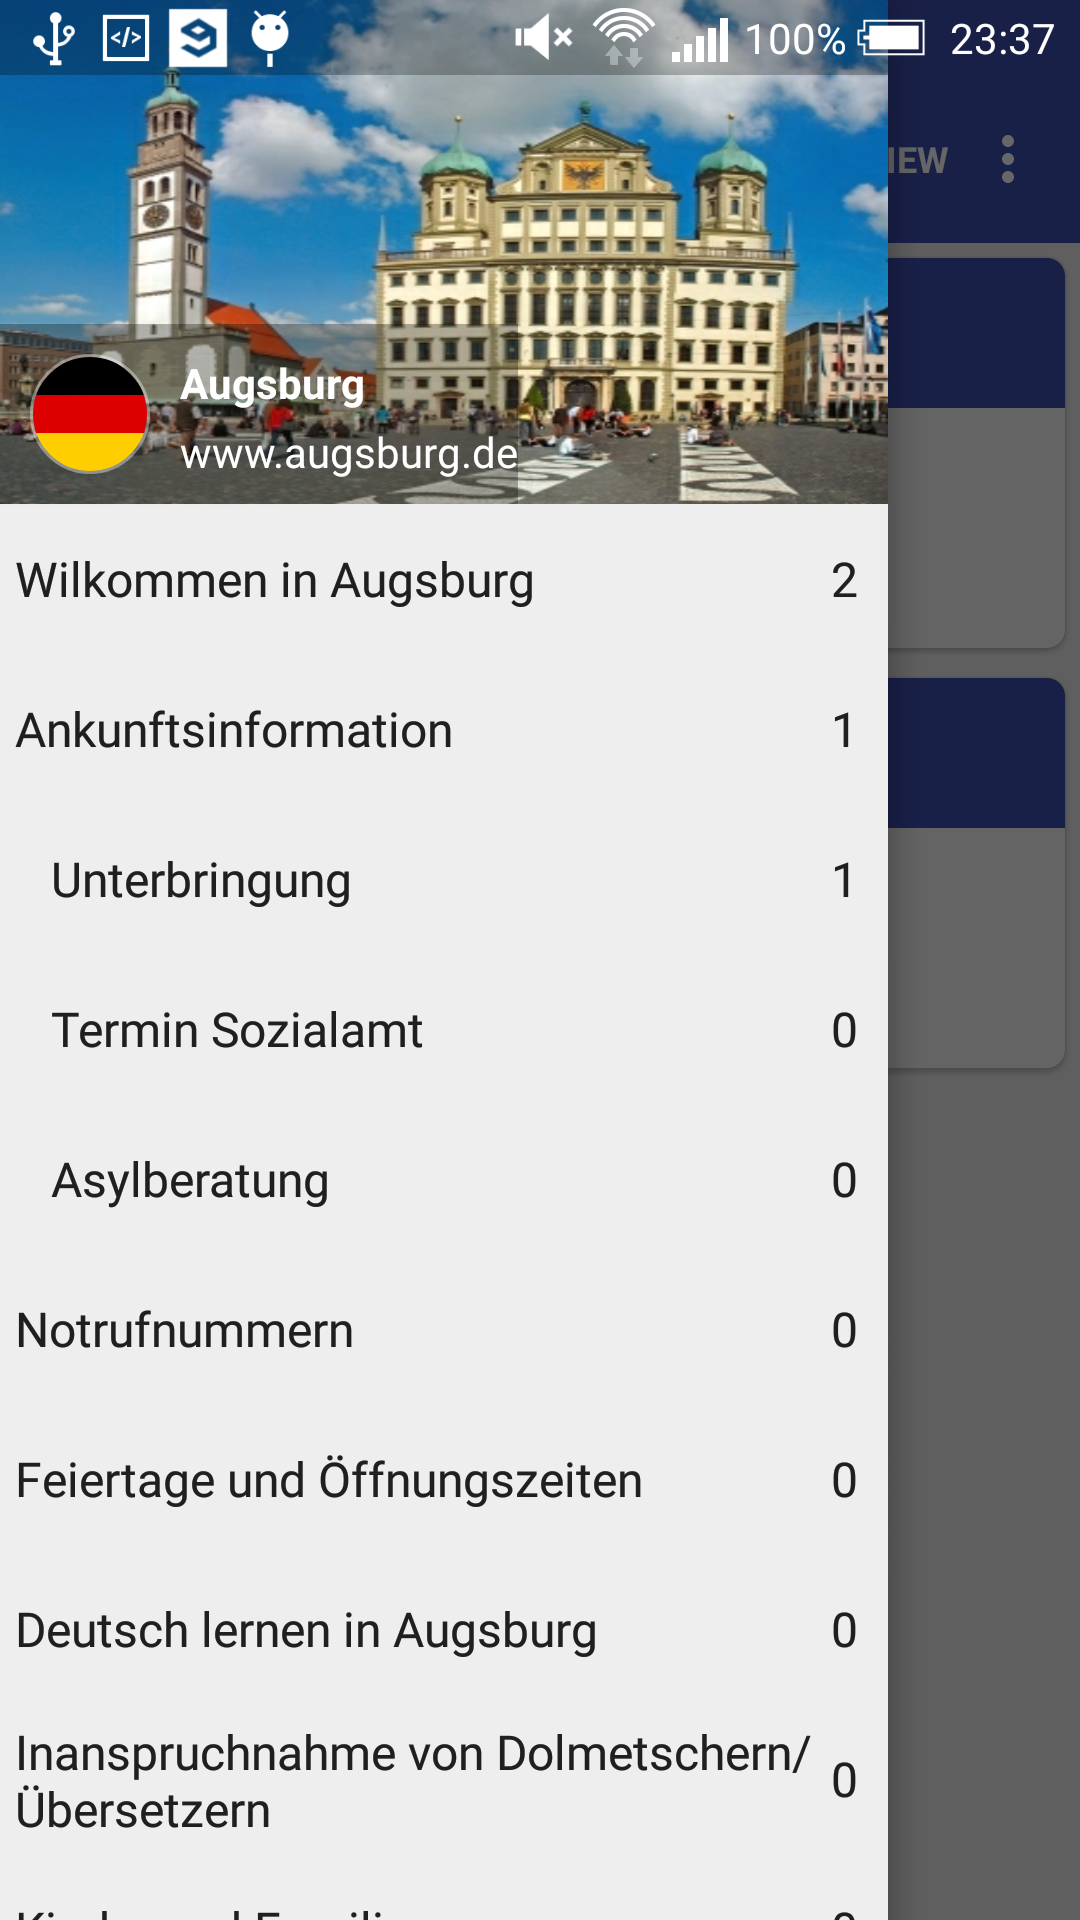 100% 23:37
IEW
Augsburg
www.augsburg.de
Wilkommen in Augsburg 2
Ankunftsinformation 1
Unterbringung 1
Termin Sozialamt 0
Asylberatung 0
Notrufnummern 0
Feiertage und Öffnungszeiten 0
Deutsch lernen in Augsburg 0
Inanspruchnahme von Dolmetschern/
Übersetzern 0